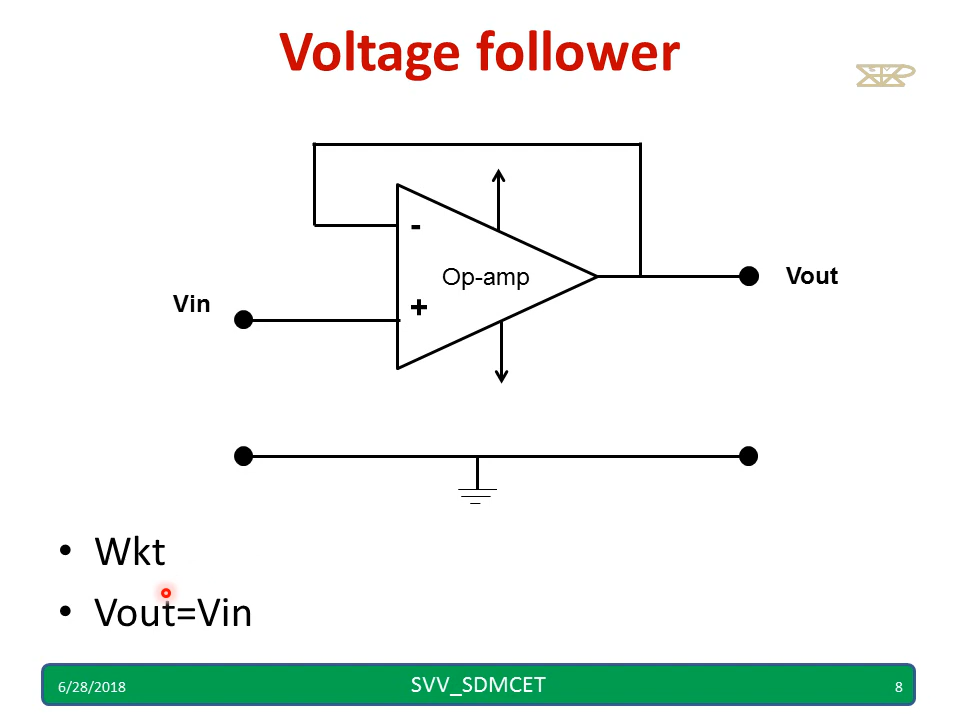 Voltage follower
-
Op-amp
Vout
Vin
+
• Wkt
• Vout=Vin
6/28/2018
SVV_SDMCET
8